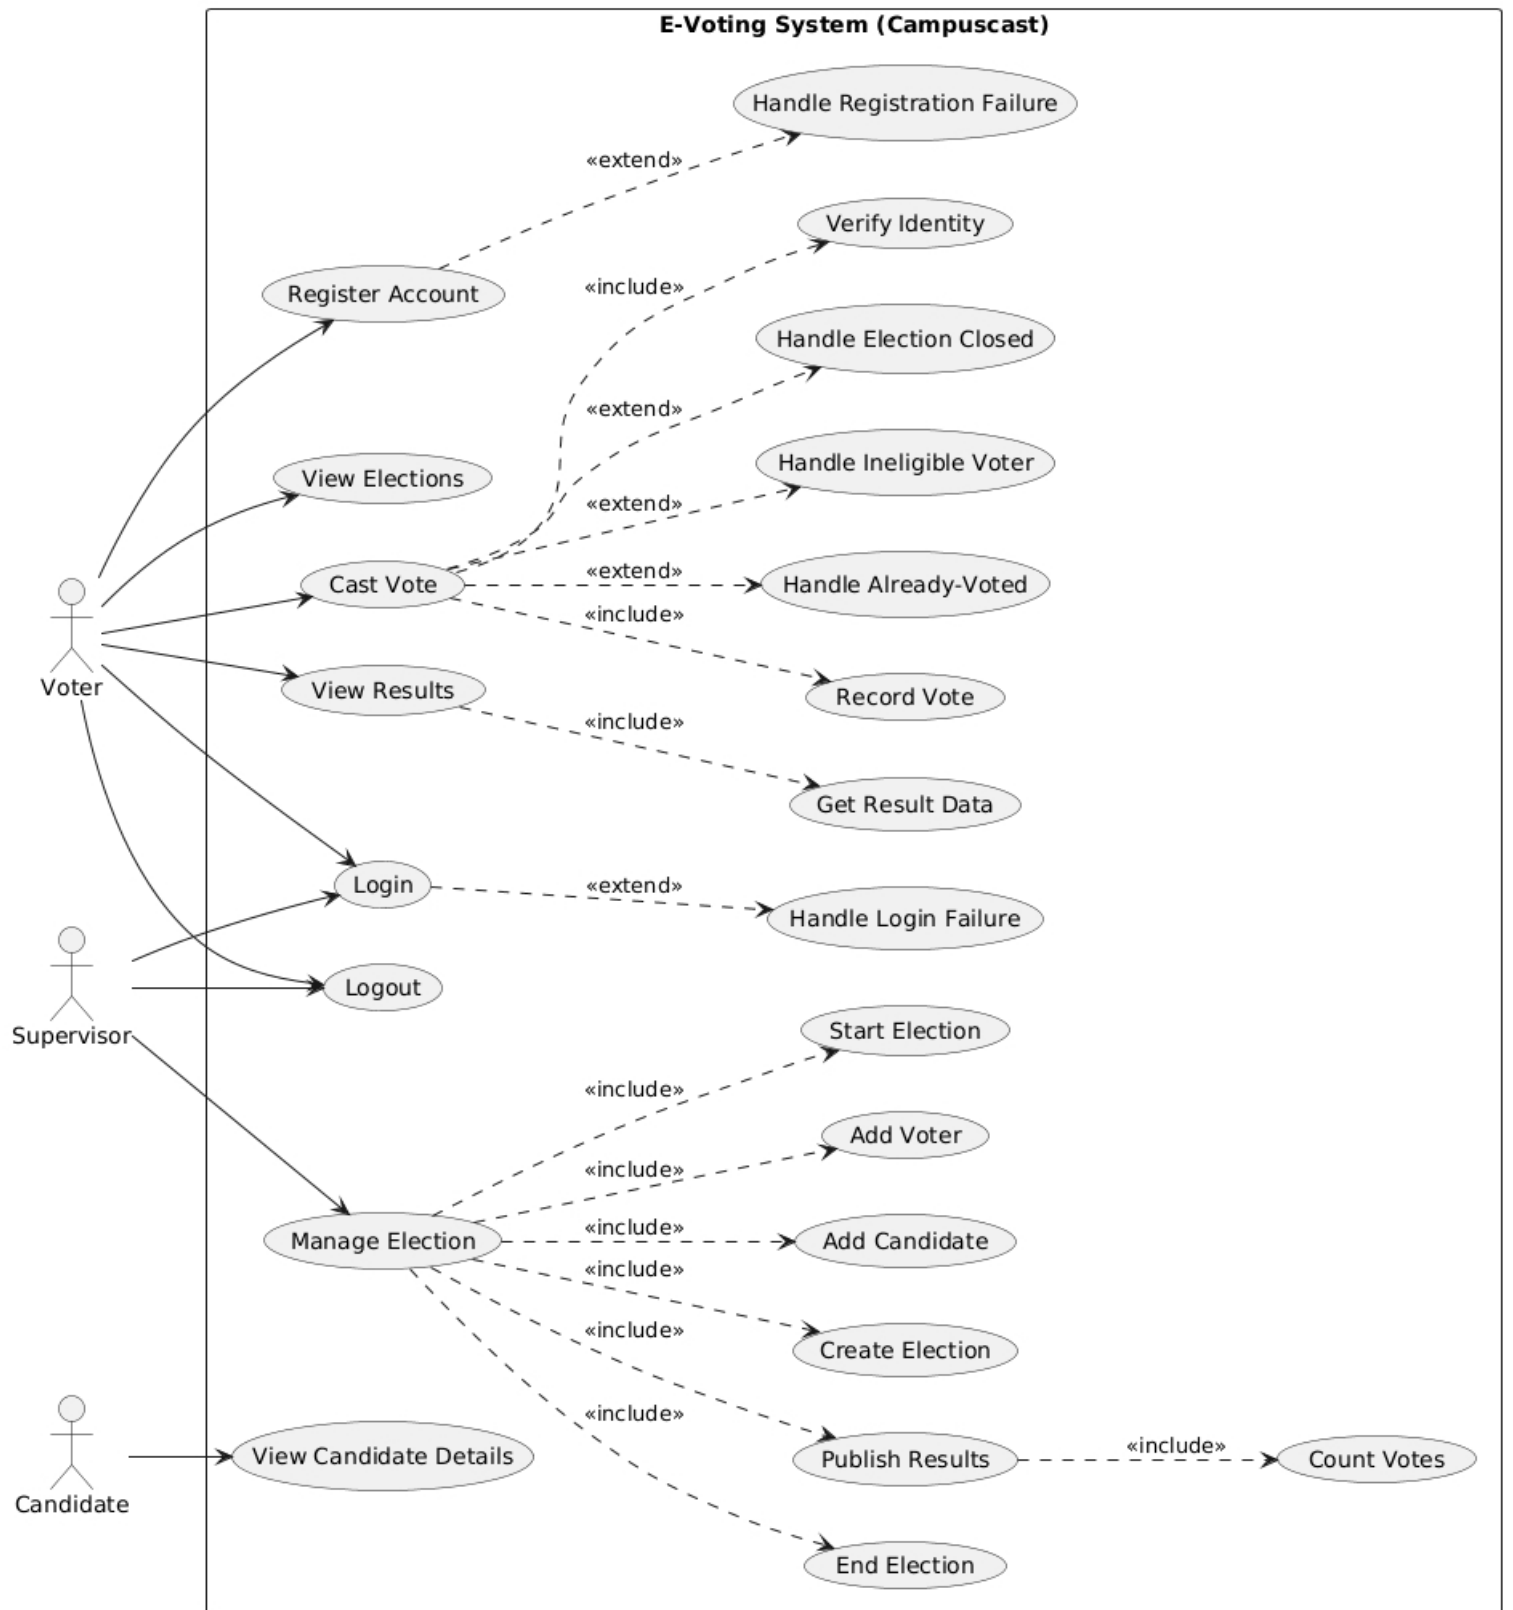 E-Voting System (Campuscast)
Handle Registration Failure
«extend»
Verify Identity
«include»
Register Account
Handle Election Closed
«extend»
Handle Ineligible Voter
View Elections
«extend»
«extend»
Cast Vote
Handle Already-Voted
«include»
Voter
View Results
Record Vote
«include»
Get Result Data
Login
«extend»
Handle Login Failure
Logout
Supervisor
Start Election
«include»
Add Voter
«include»
«include»
Manage Election
Add Candidate
«include»
«include»
Create Election
«include»
View Candidate Details
Publish Results
«include»
Count Votes
Candidate
End Election